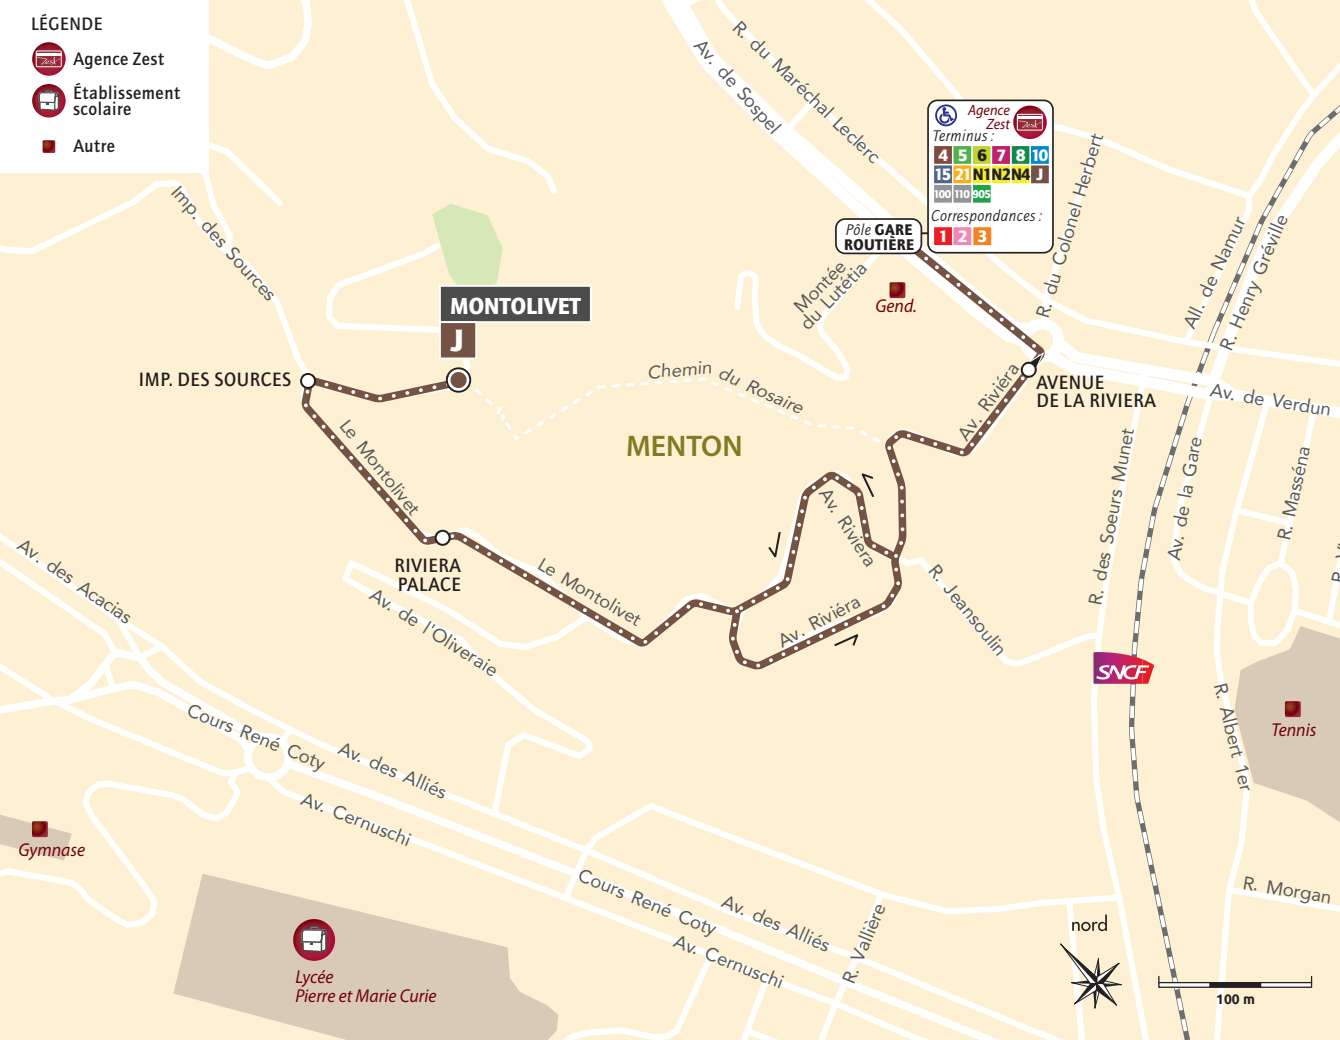 LÉGENDE
Zest
Agence Zest
Établissement
scolaire
Autre
R. du Maréchal Leclerc
Av. de Sospel
Agence
Zest
Zest
Terminus :
4 5 6 7 8 10
15 21 N1 N2 N4 J
100 110 905
Correspondances :
1 2 3
Pôle GARE
ROUTIÈRE
R. du Colonel Herbert
Imp. des Sources
All. de Namur
R. Henry Gréville
Montée
du Lutétia
Gend.
MONTOLIVET
J
IMP. DES SOURCES
Chemin du Rosaire
Av. Riviéra
AVENUE
DE LA RIVIERA
Av. de Verdun
MENTON
Le Montolivet
R. des Soeurs Munet
Av. de la Gare
R. Masséna
Av. Riviera
RIVIERA
PALACE
Av. des Acacias
Le Montolivet
Av. de l'Oliveraie
Av. Riviéra
R. Jeansoulin
SNCF
R. Albert 1er
Tennis
Cours René Coty
Av. des Alliés
Av. Cernuschi
Gymnase
Cours René Coty
Av. des Alliés
Av. Cernuschi
R. Vallière
R. Morgan
Lycée
Pierre et Marie Curie
nord
100 m